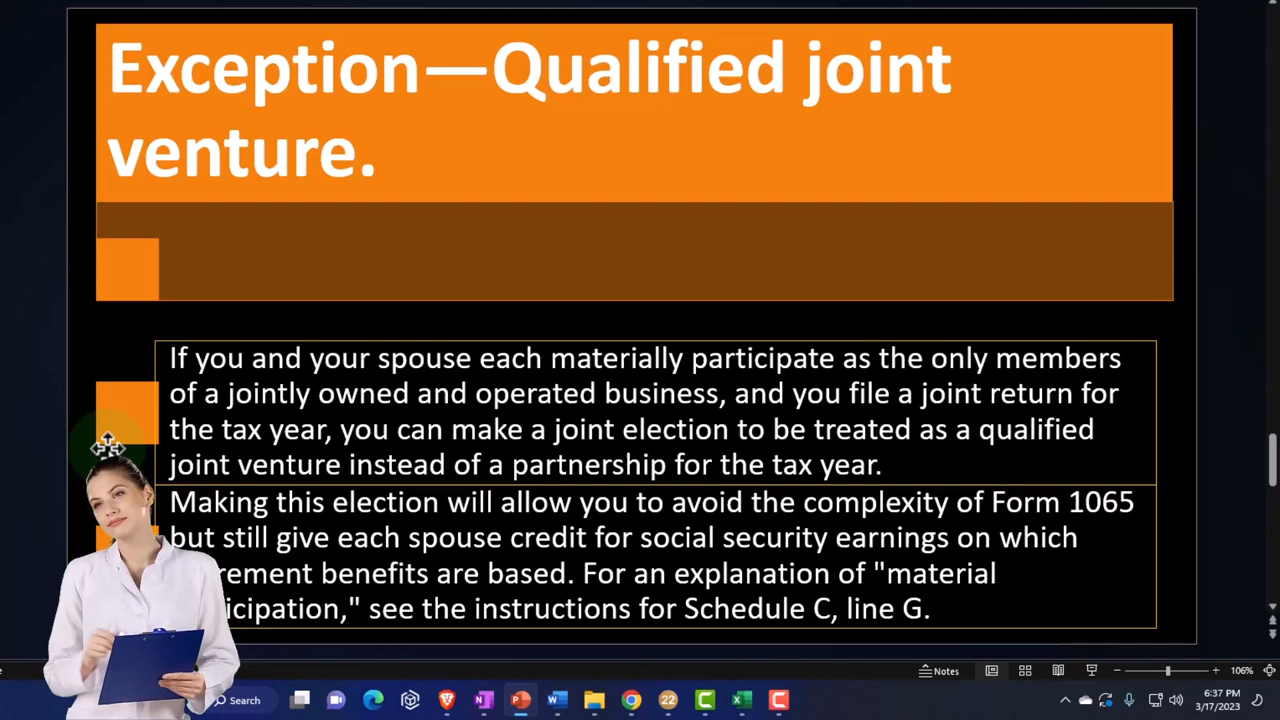 Exception—Qualified joint
venture.
If you and your spouse each materially participate as the only members
of a jointly owned and operated business, and you file a joint return for
the tax year, you can make a joint election to be treated as a qualified
joint venture instead of a partnership for the tax year.
Making this election will allow you to avoid the complexity of Form 1065
but still give each spouse credit for social security earnings on which
benefits are based. For an explanation of "material
see the instructions for Schedule C, line G.
Notes
106%
Search
22
6:37 PM
3/17/2023